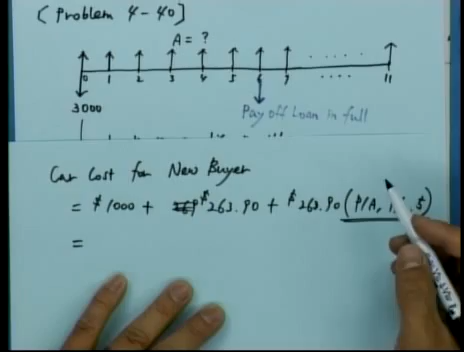 (Problem 4-40]
A = ?
0 1 2 3 4 5 6 7 .... 11
3000
Pay off Loan in full
Car Cost for New Buyer
= $1000 + $263.90 + $263.90 (P/A, 1%, 5)
=